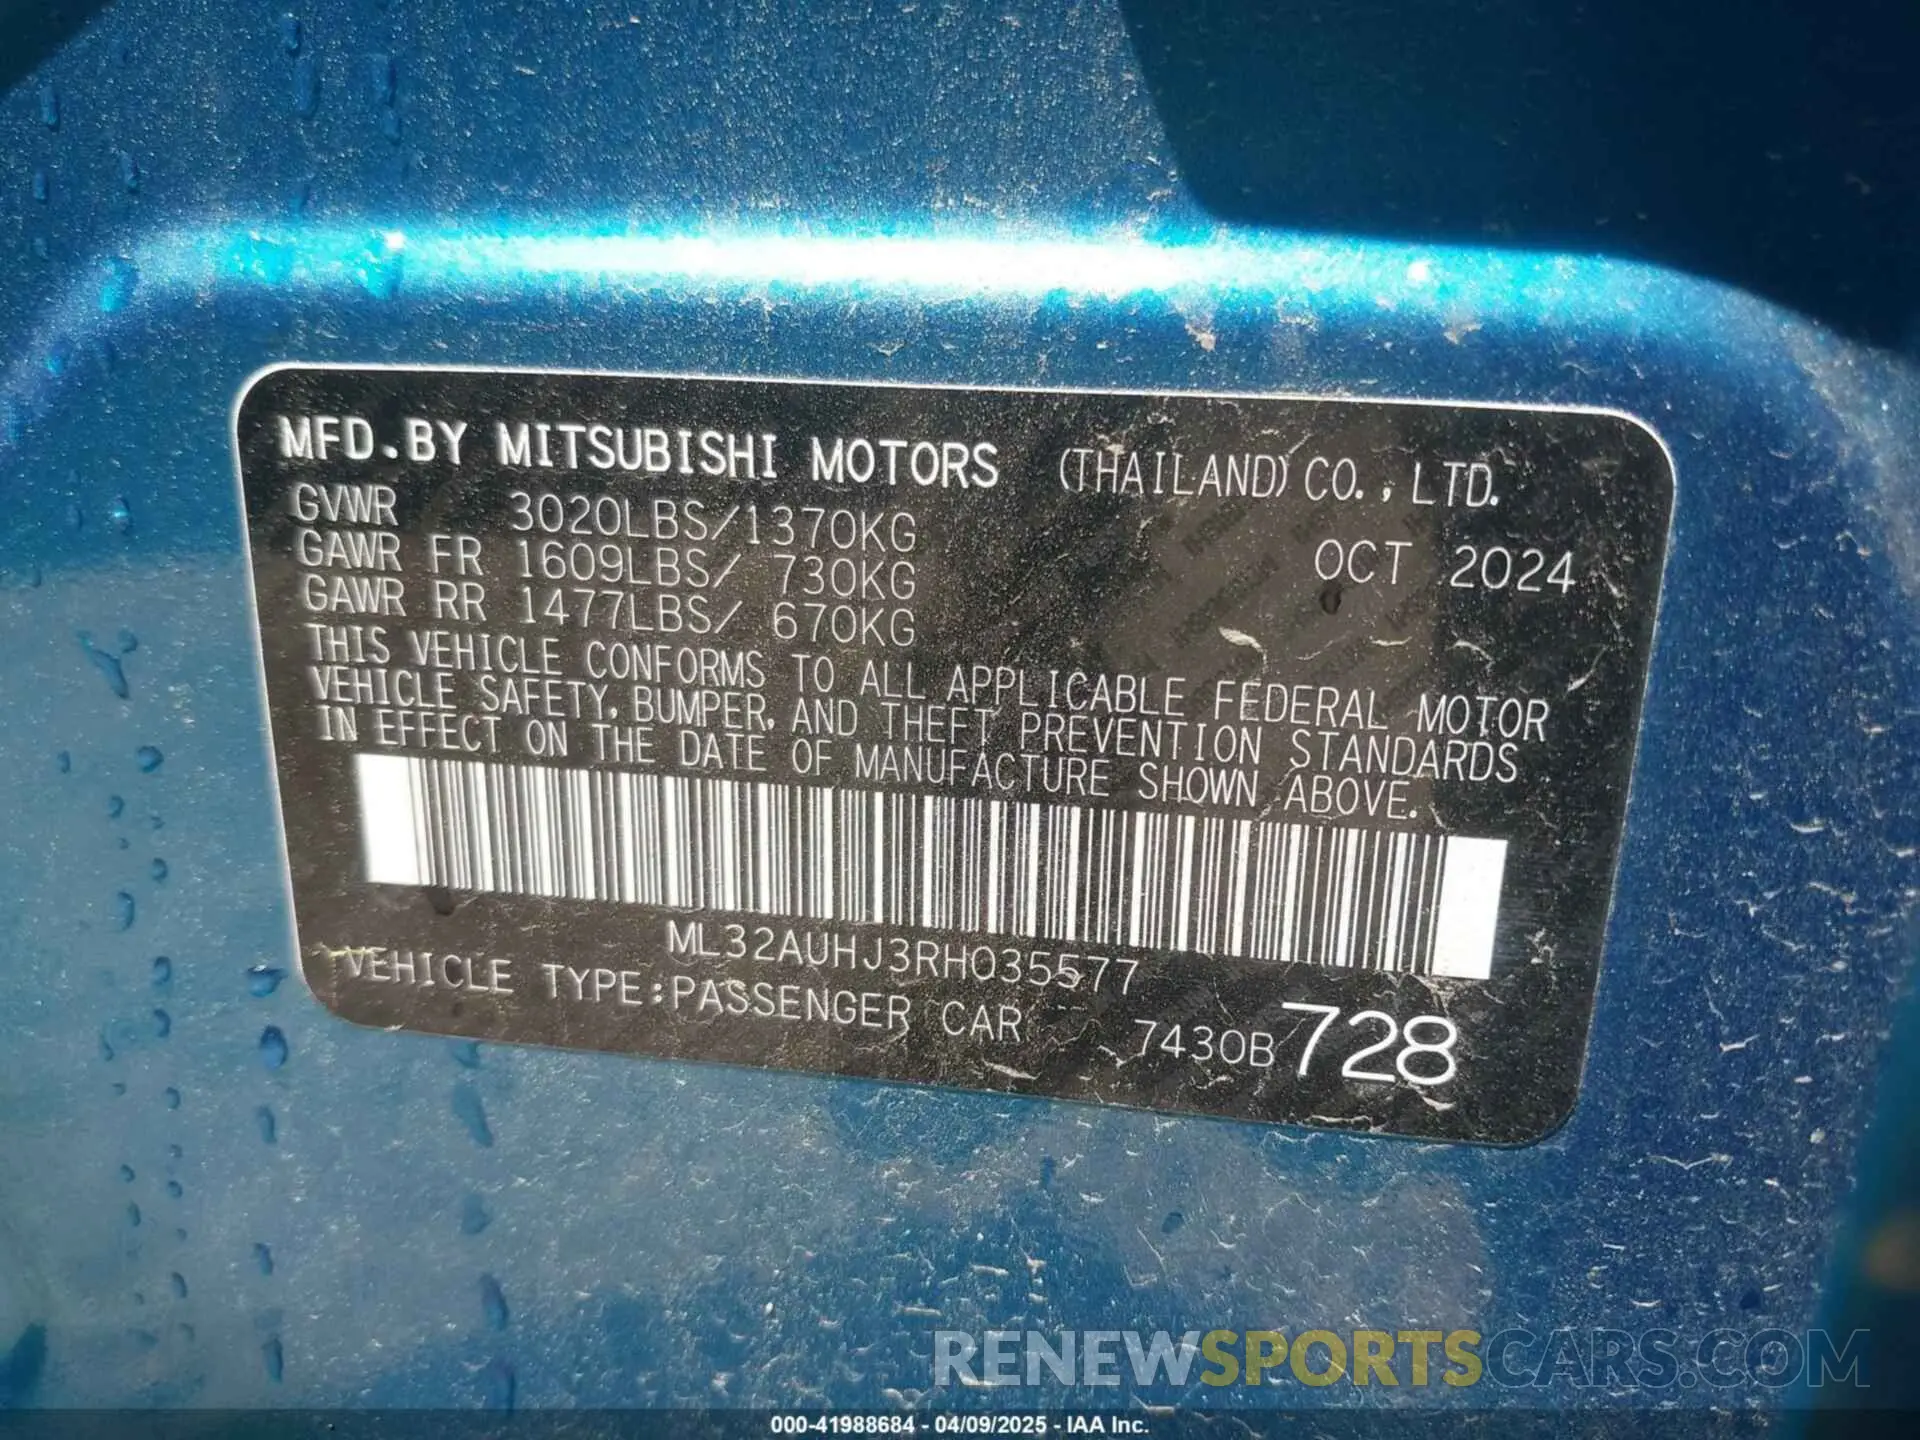 MFD.BY MITSUBISHI MOTORS (THAILAND) CO., LTD.
GVWR 3020LBS/1370KG
OCT 2024
GAWR FR 1609LBS/ 730KG
GAWR RR 1477LBS/ 670KG
THIS VEHICLE CONFORMS TO ALL APPLICABLE FEDERAL MOTOR
VEHICLE SAFETY, BUMPER, AND THEFT PREVENTION STANDARDS
IN EFFECT ON THE DATE OF MANUFACTURE SHOWN ABOVE.
ML32AUHJ3RH035577
VEHICLE TYPE:PASSENGER CAR 7430B 728
RENEWSPORTSCARS.COM
000-41988684 - 04/09/2025 - IAA Inc.